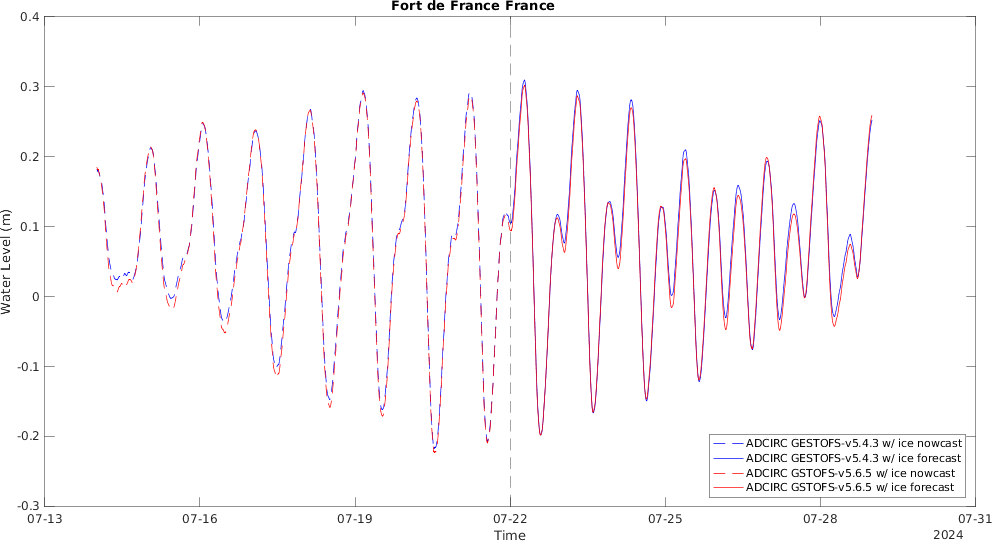 Fort de France France
0.4
0.3
0.2
0.1
0
-0.1
-0.2
-0.3
Water Level (m)
07-13
07-16
07-19
07-22
07-25
07-28
07-31
Time
2024
ADCIRC GESTOFS-v5.4.3 w/ ice nowcast
ADCIRC GESTOFS-v5.4.3 w/ ice forecast
ADCIRC GSTOFS-v5.6.5 w/ ice nowcast
ADCIRC GSTOFS-v5.6.5 w/ ice forecast